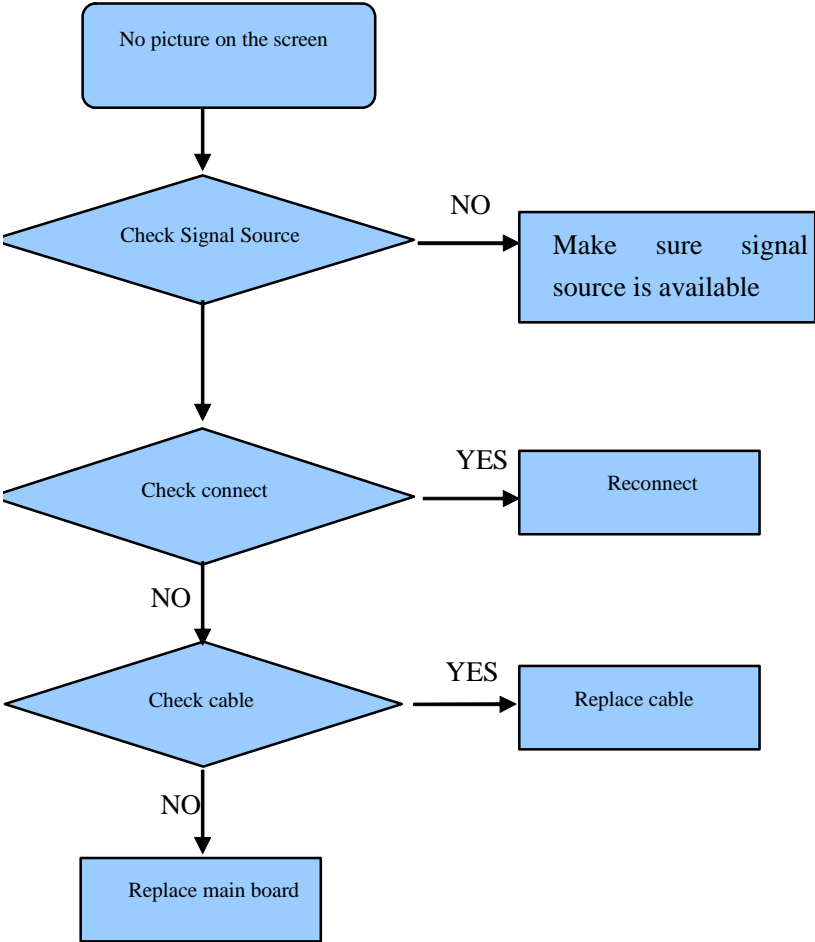 No picture on the screen
Check Signal Source
NO
Make sure signal
source is available
Check connect
YES
Reconnect
NO
Check cable
YES
Replace cable
NO
Replace main board